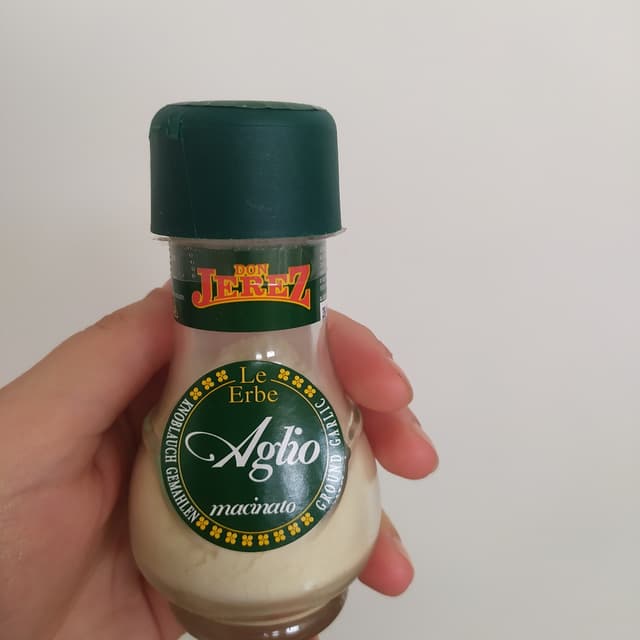 DON
JEREZ
Le
Erbe
Aglio
macinato
KNOBLAUCH GEMAHLEN
GROUND GARLIC